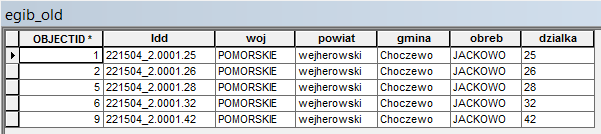 egib_old
OBJECTID * Idd woj powiat gmina obreb dzialka
1 221504_2.0001.25 POMORSKIE wejherowski Choczewo JACKOWO 25
2 221504_2.0001.26 POMORSKIE wejherowski Choczewo JACKOWO 26
5 221504_2.0001.28 POMORSKIE wejherowski Choczewo JACKOWO 28
6 221504_2.0001.32 POMORSKIE wejherowski Choczewo JACKOWO 32
9 221504_2.0001.42 POMORSKIE wejherowski Choczewo JACKOWO 42